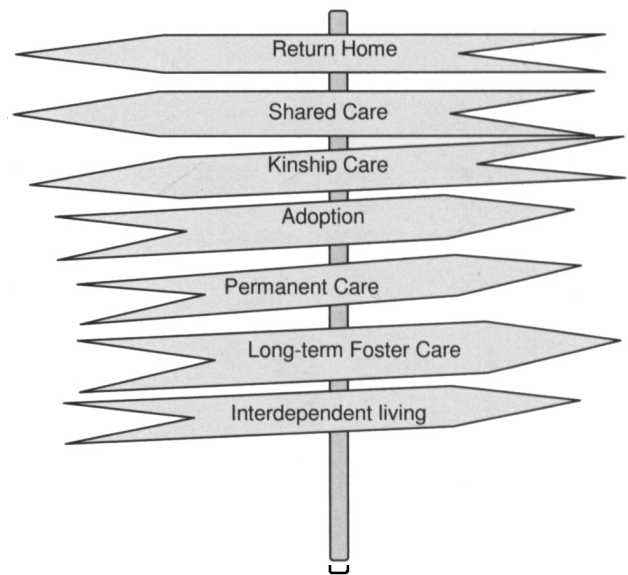 Return Home
Shared Care
Kinship Care
Adoption
Permanent Care
Long-term Foster Care
Interdependent living